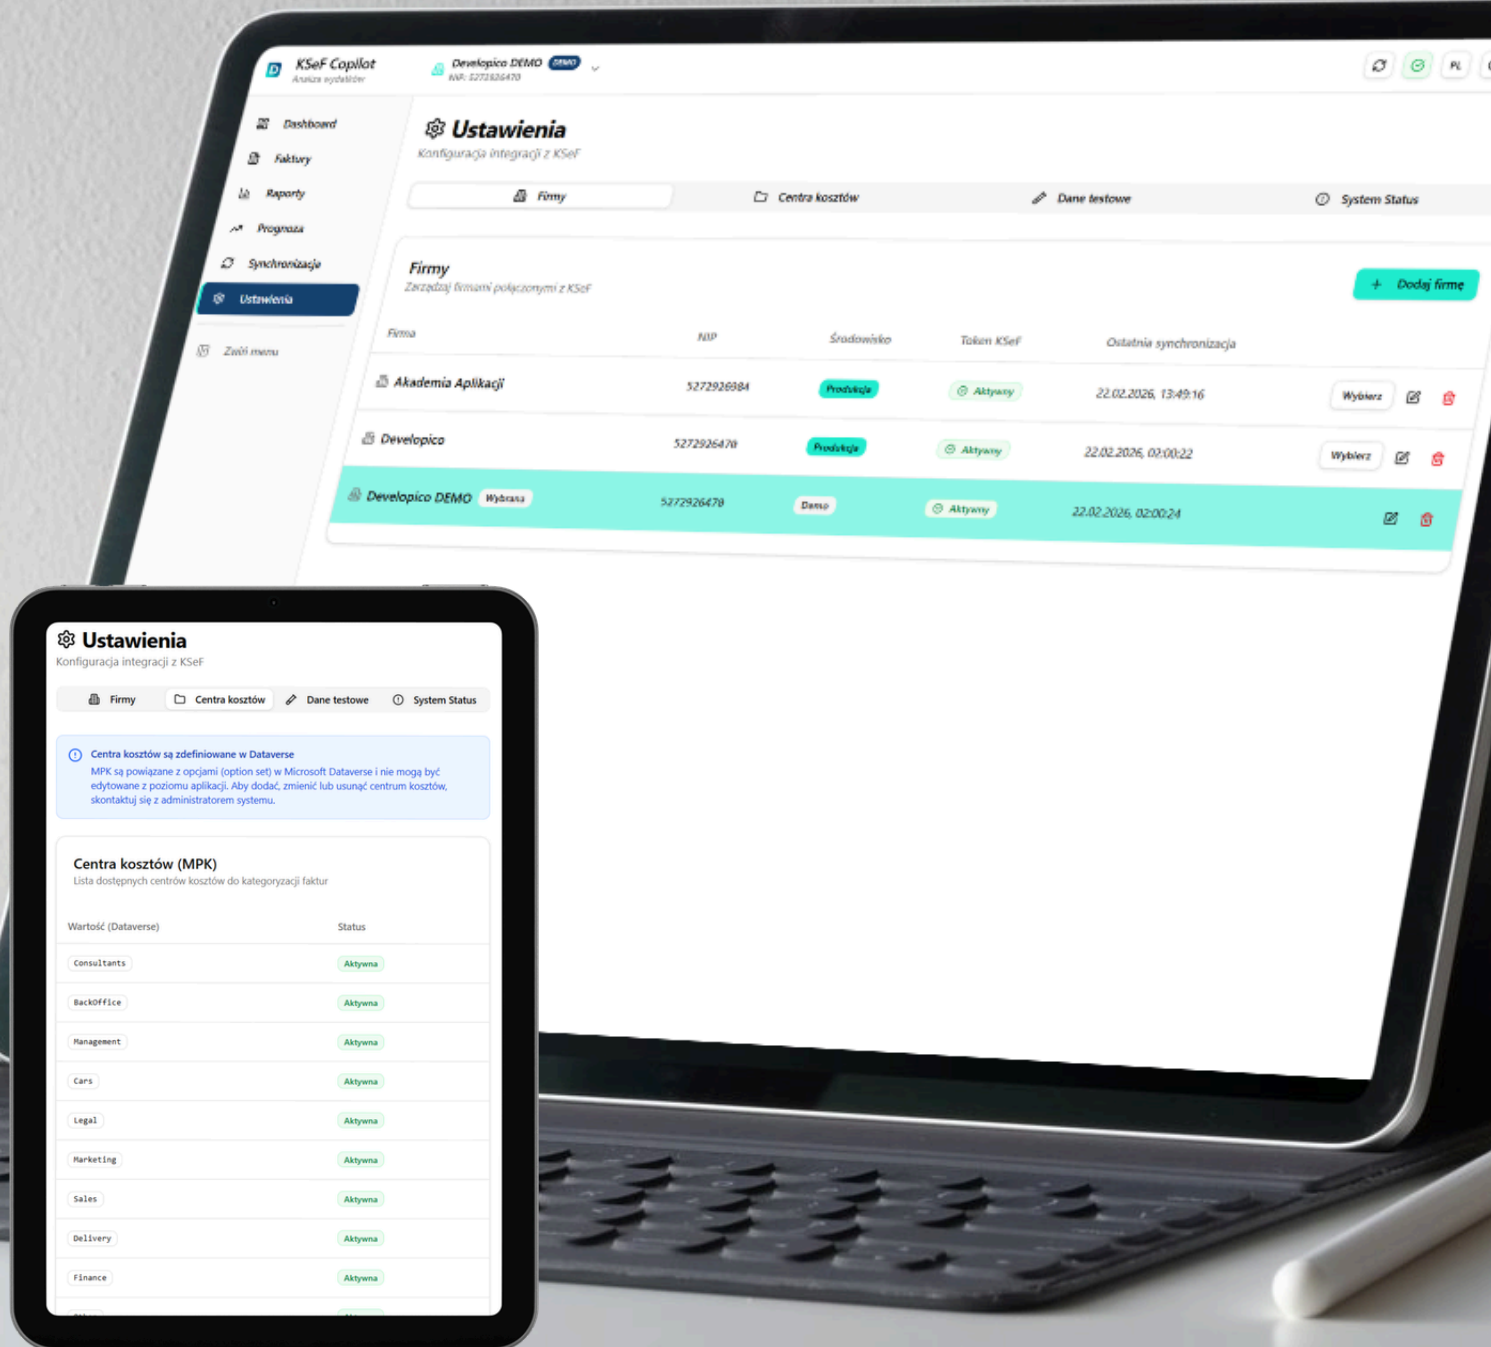 KSeF Copilot
Analiza wydatków
Developico DEMO DEMO
NIP: 5272926470
PL
Dashboard
Faktury
Raporty
Prognoza
Synchronizacje
Ustawienia
Zwiń menu
Ustawienia
Konfiguracja integracji z KSeF
Firmy Centra kosztów Dane testowe System Status
Firmy
Zarządzaj firmami połączonymi z KSeF
+ Dodaj firmę
Firma NIP Środowisko Token KSeF Ostatnia synchronizacja
Akademia Aplikacji 5272926984 Produkcja Aktywny 22.02.2026, 13:49:16 Wybierz
Developico 5272926470 Produkcja Aktywny 22.02.2026, 02:00:22 Wybierz
Developico DEMO Wybrana 5272926470 Demo Aktywny 22.02.2026, 02:00:24
Ustawienia
Konfiguracja integracji z KSeF
Firmy Centra kosztów Dane testowe System Status
Centra kosztów są zdefiniowane w Dataverse
MPK są powiązane z opcjami (option set) w Microsoft Dataverse i nie mogą być
edytowane z poziomu aplikacji. Aby dodać, zmienić lub usunąć centrum kosztów,
skontaktuj się z administratorem systemu.
Centra kosztów (MPK)
Lista dostępnych centrów kosztów do kategoryzacji faktur
Wartość (Dataverse) Status
Consultants Aktywna
BackOffice Aktywna
Management Aktywna
Cars Aktywna
Legal Aktywna
Marketing Aktywna
Sales Aktywna
Delivery Aktywna
Finance Aktywna